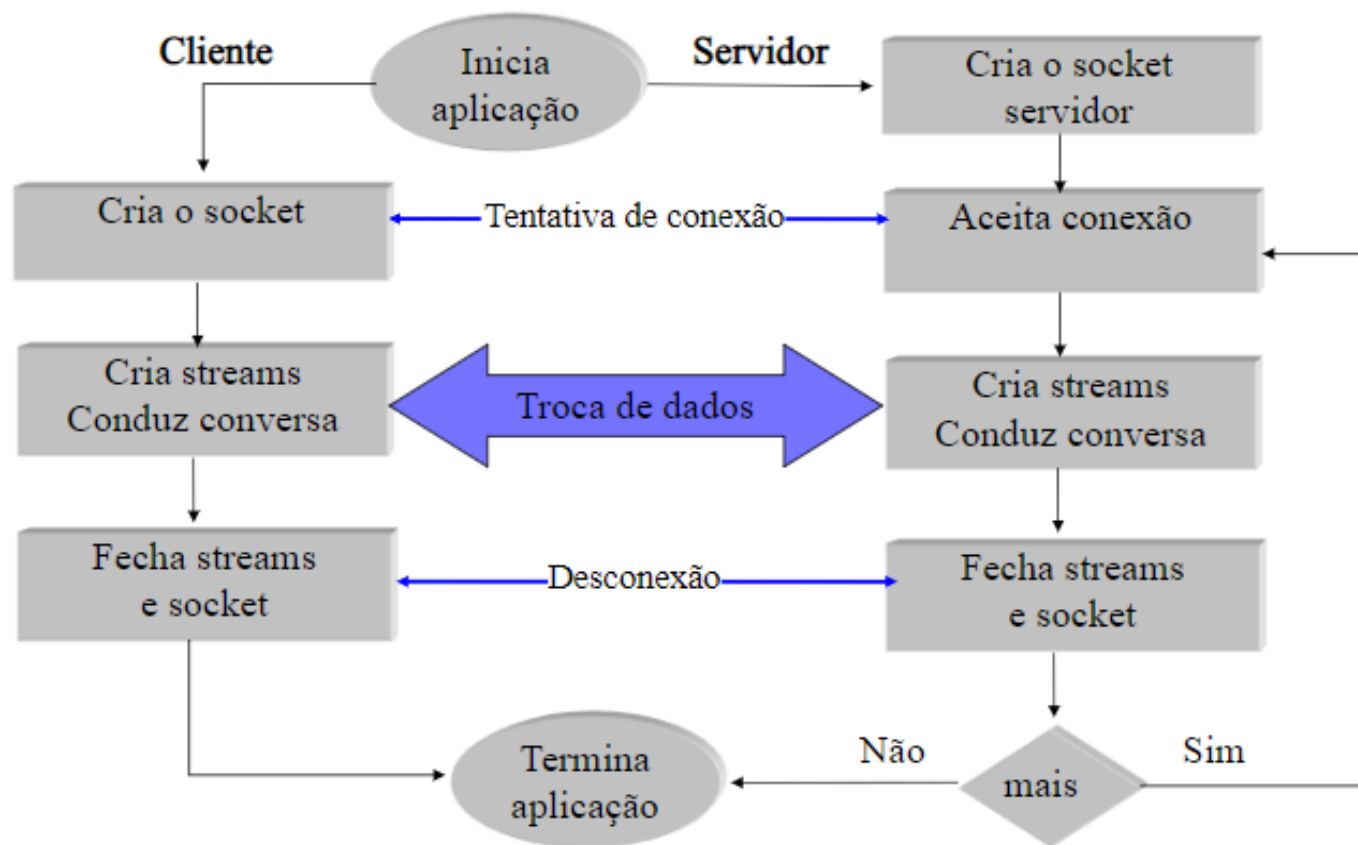 Cliente
Inicia
aplicação
Servidor
Cria o socket
servidor
Cria o socket
Tentativa de conexão
Aceita conexão
Cria streams
Conduz conversa
Troca de dados
Cria streams
Conduz conversa
Fecha streams
e socket
Desconexão
Fecha streams
e socket
Termina
aplicação
Não
mais
Sim